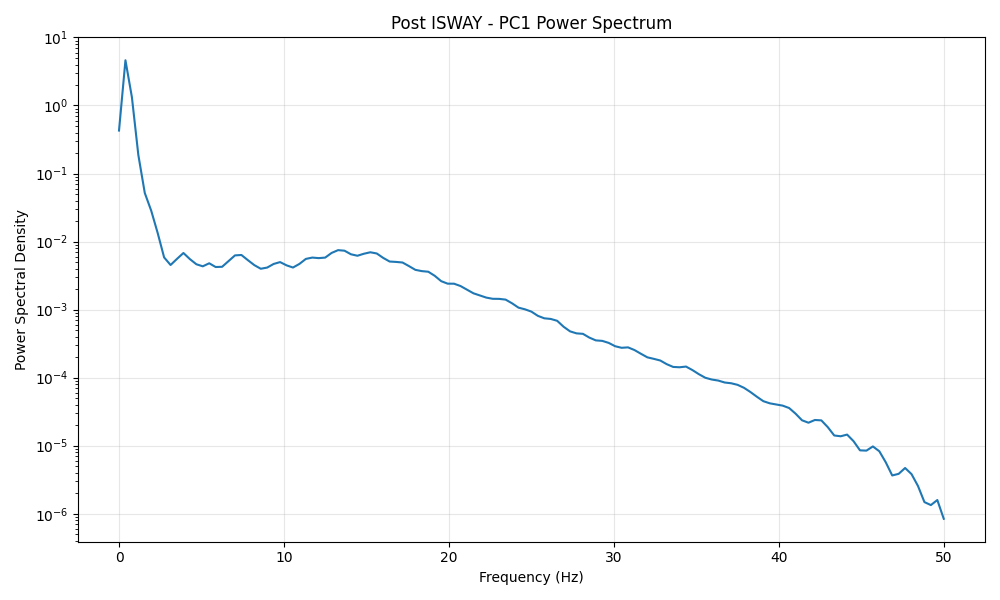 Post ISWAY - PC1 Power Spectrum
Power Spectral Density
10¹
10⁰
10⁻¹
10⁻²
10⁻³
10⁻⁴
10⁻⁵
10⁻⁶
0 10 20 30 40 50
Frequency (Hz)